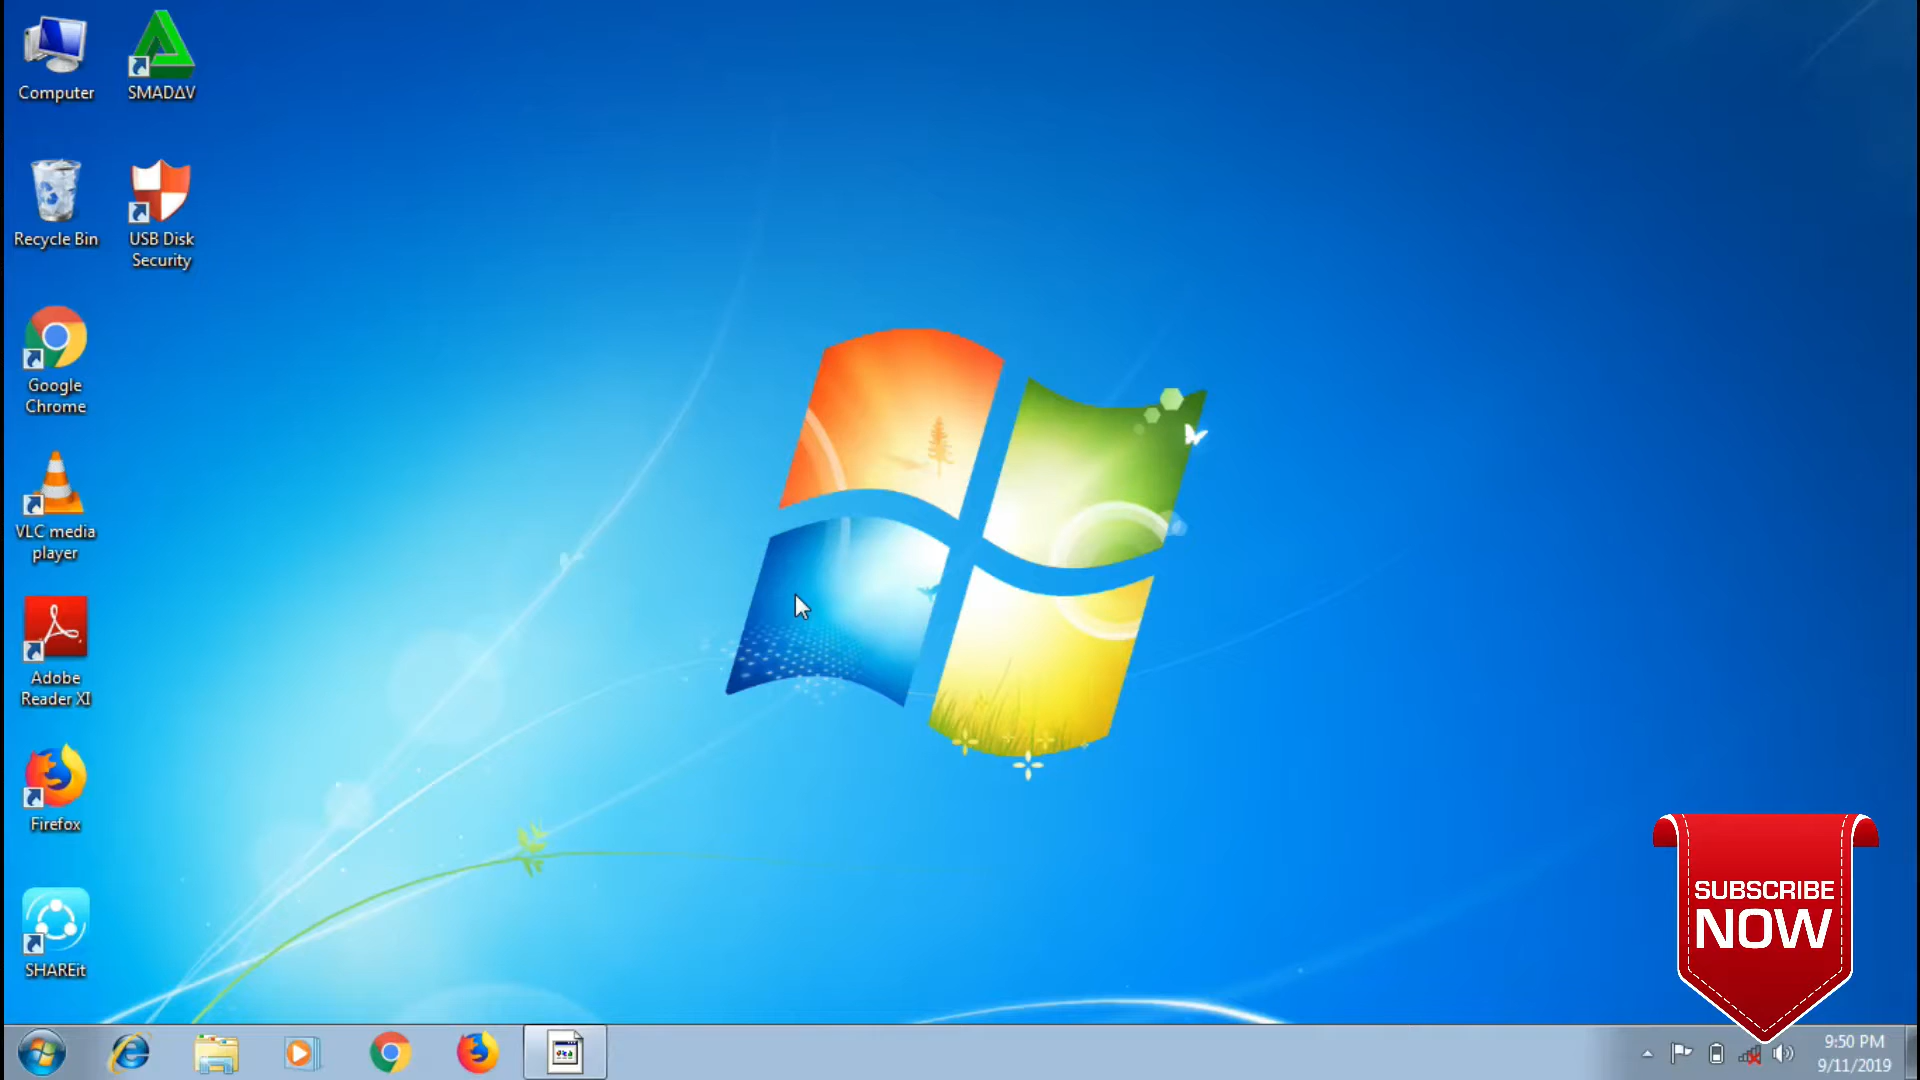 Computer
SMAD∆V
Recycle Bin
USB Disk
Security
Google
Chrome
VLC media
player
Adobe
Reader XI
Firefox
SHAREit
SUBSCRIBE
NOW
9:50 PM
9/11/2019